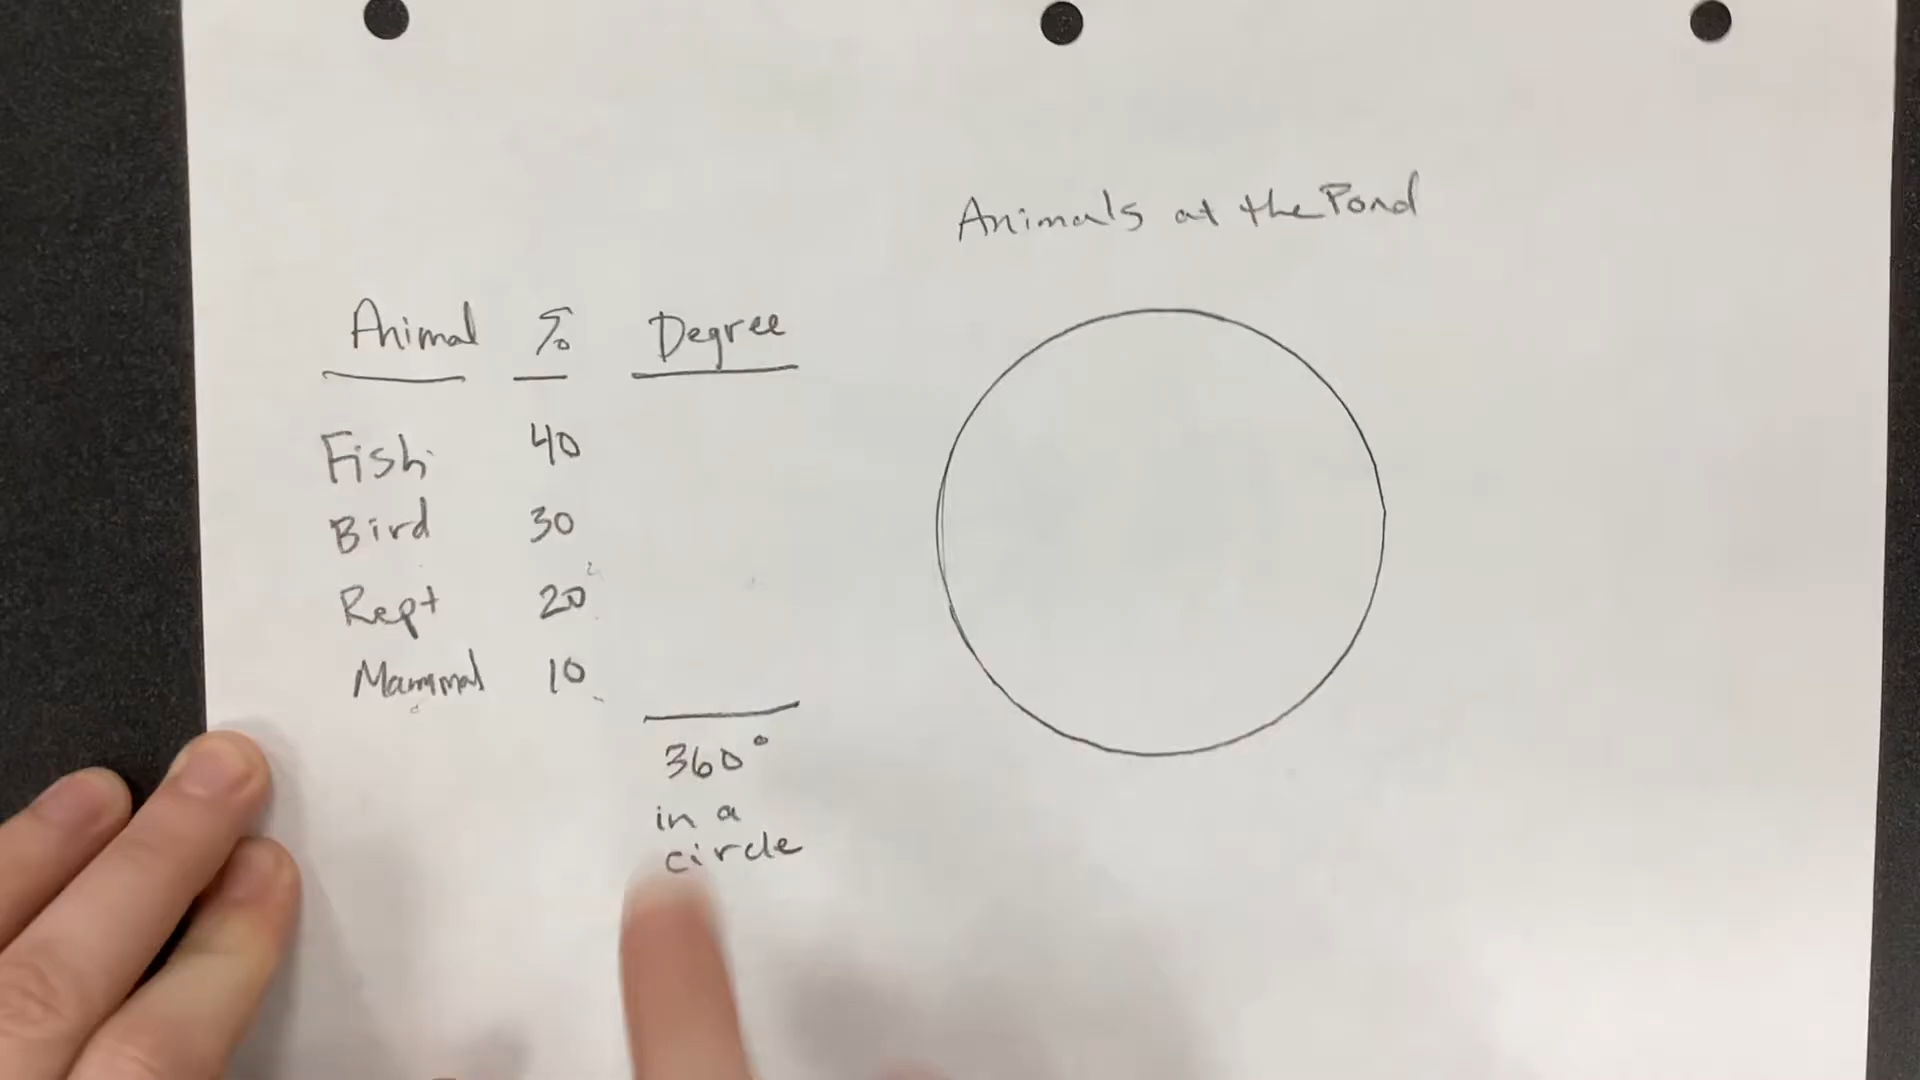 Animals at the Pond
Animal % Degree
Fish 40
Bird 30
Rept 20
Mammal 10
360°
in a
circle